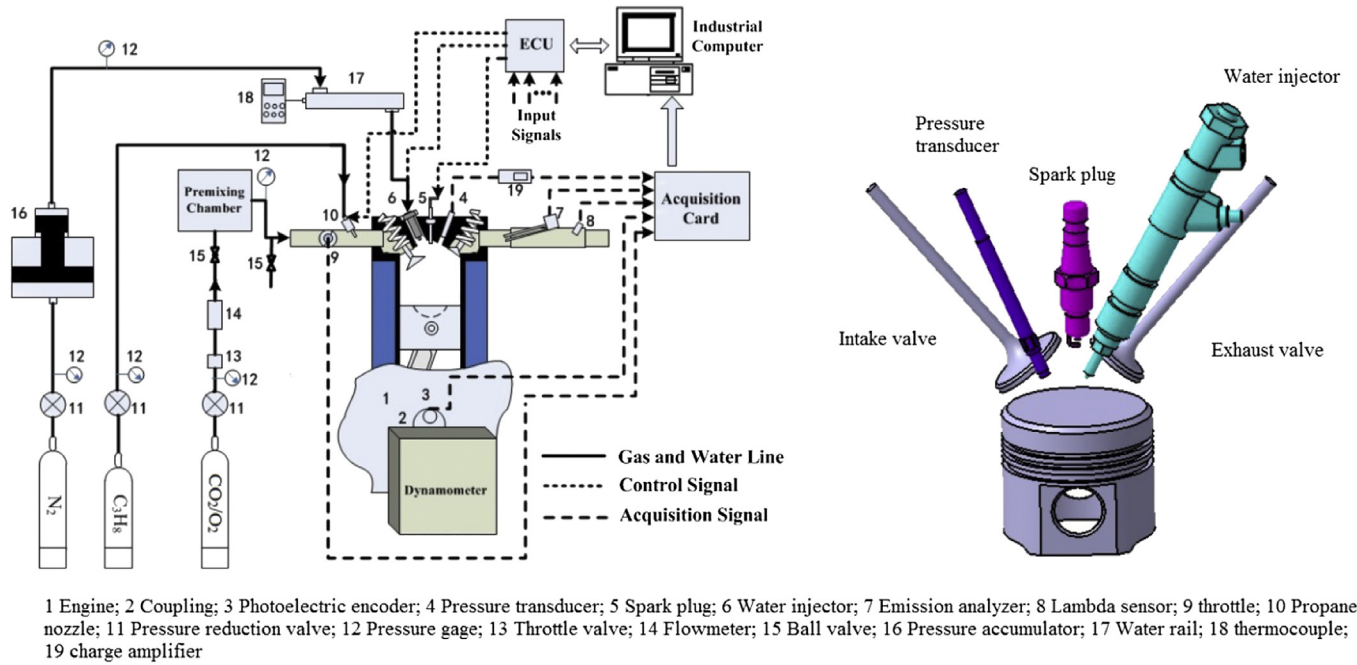 12
17
18
ECU
Industrial
Computer
Input
Signals
12
Premixing
Chamber
16
10
6
5
4
19
7
8
Acquisition
Card
15
15
9
14
13
12
12
12
11
11
11
1
2
3
N₂
C₃H₈
CO₂/O₂
Dynamometer
Gas and Water Line
Control Signal
Acquisition Signal
Water injector
Pressure
transducer
Spark plug
Intake valve
Exhaust valve
1 Engine; 2 Coupling; 3 Photoelectric encoder; 4 Pressure transducer; 5 Spark plug; 6 Water injector; 7 Emission analyzer; 8 Lambda sensor; 9 throttle; 10 Propane
nozzle; 11 Pressure reduction valve; 12 Pressure gage; 13 Throttle valve; 14 Flowmeter; 15 Ball valve; 16 Pressure accumulator; 17 Water rail; 18 thermocouple;
19 charge amplifier